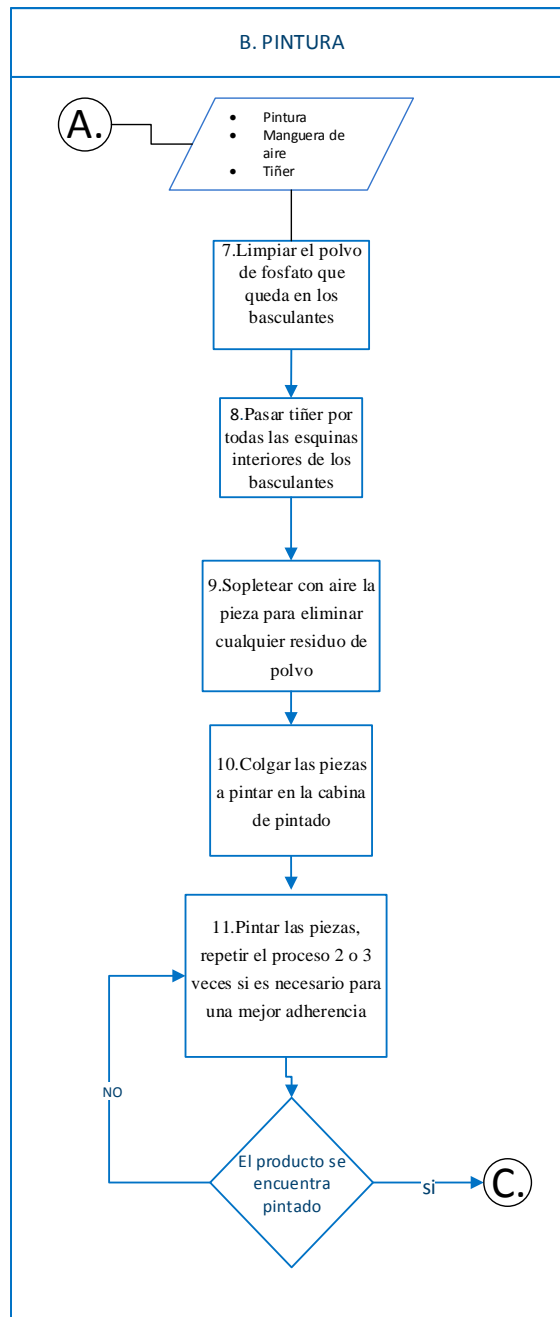 B. PINTURA
A.
• Pintura
• Manguera de
aire
• Tiñer
7.Limpiar el polvo
de fosfato que
queda en los
basculantes
8.Pasar tiñer por
todas las esquinas
interiores de los
basculantes
9.Sopletear con aire la
pieza para eliminar
cualquier residuo de
polvo
10.Colgar las piezas
a pintar en la cabina
de pintado
11.Pintar las piezas,
repetir el proceso 2 o 3
veces si es necesario para
una mejor adherencia
NO
El producto se
encuentra
pintado
si
C.